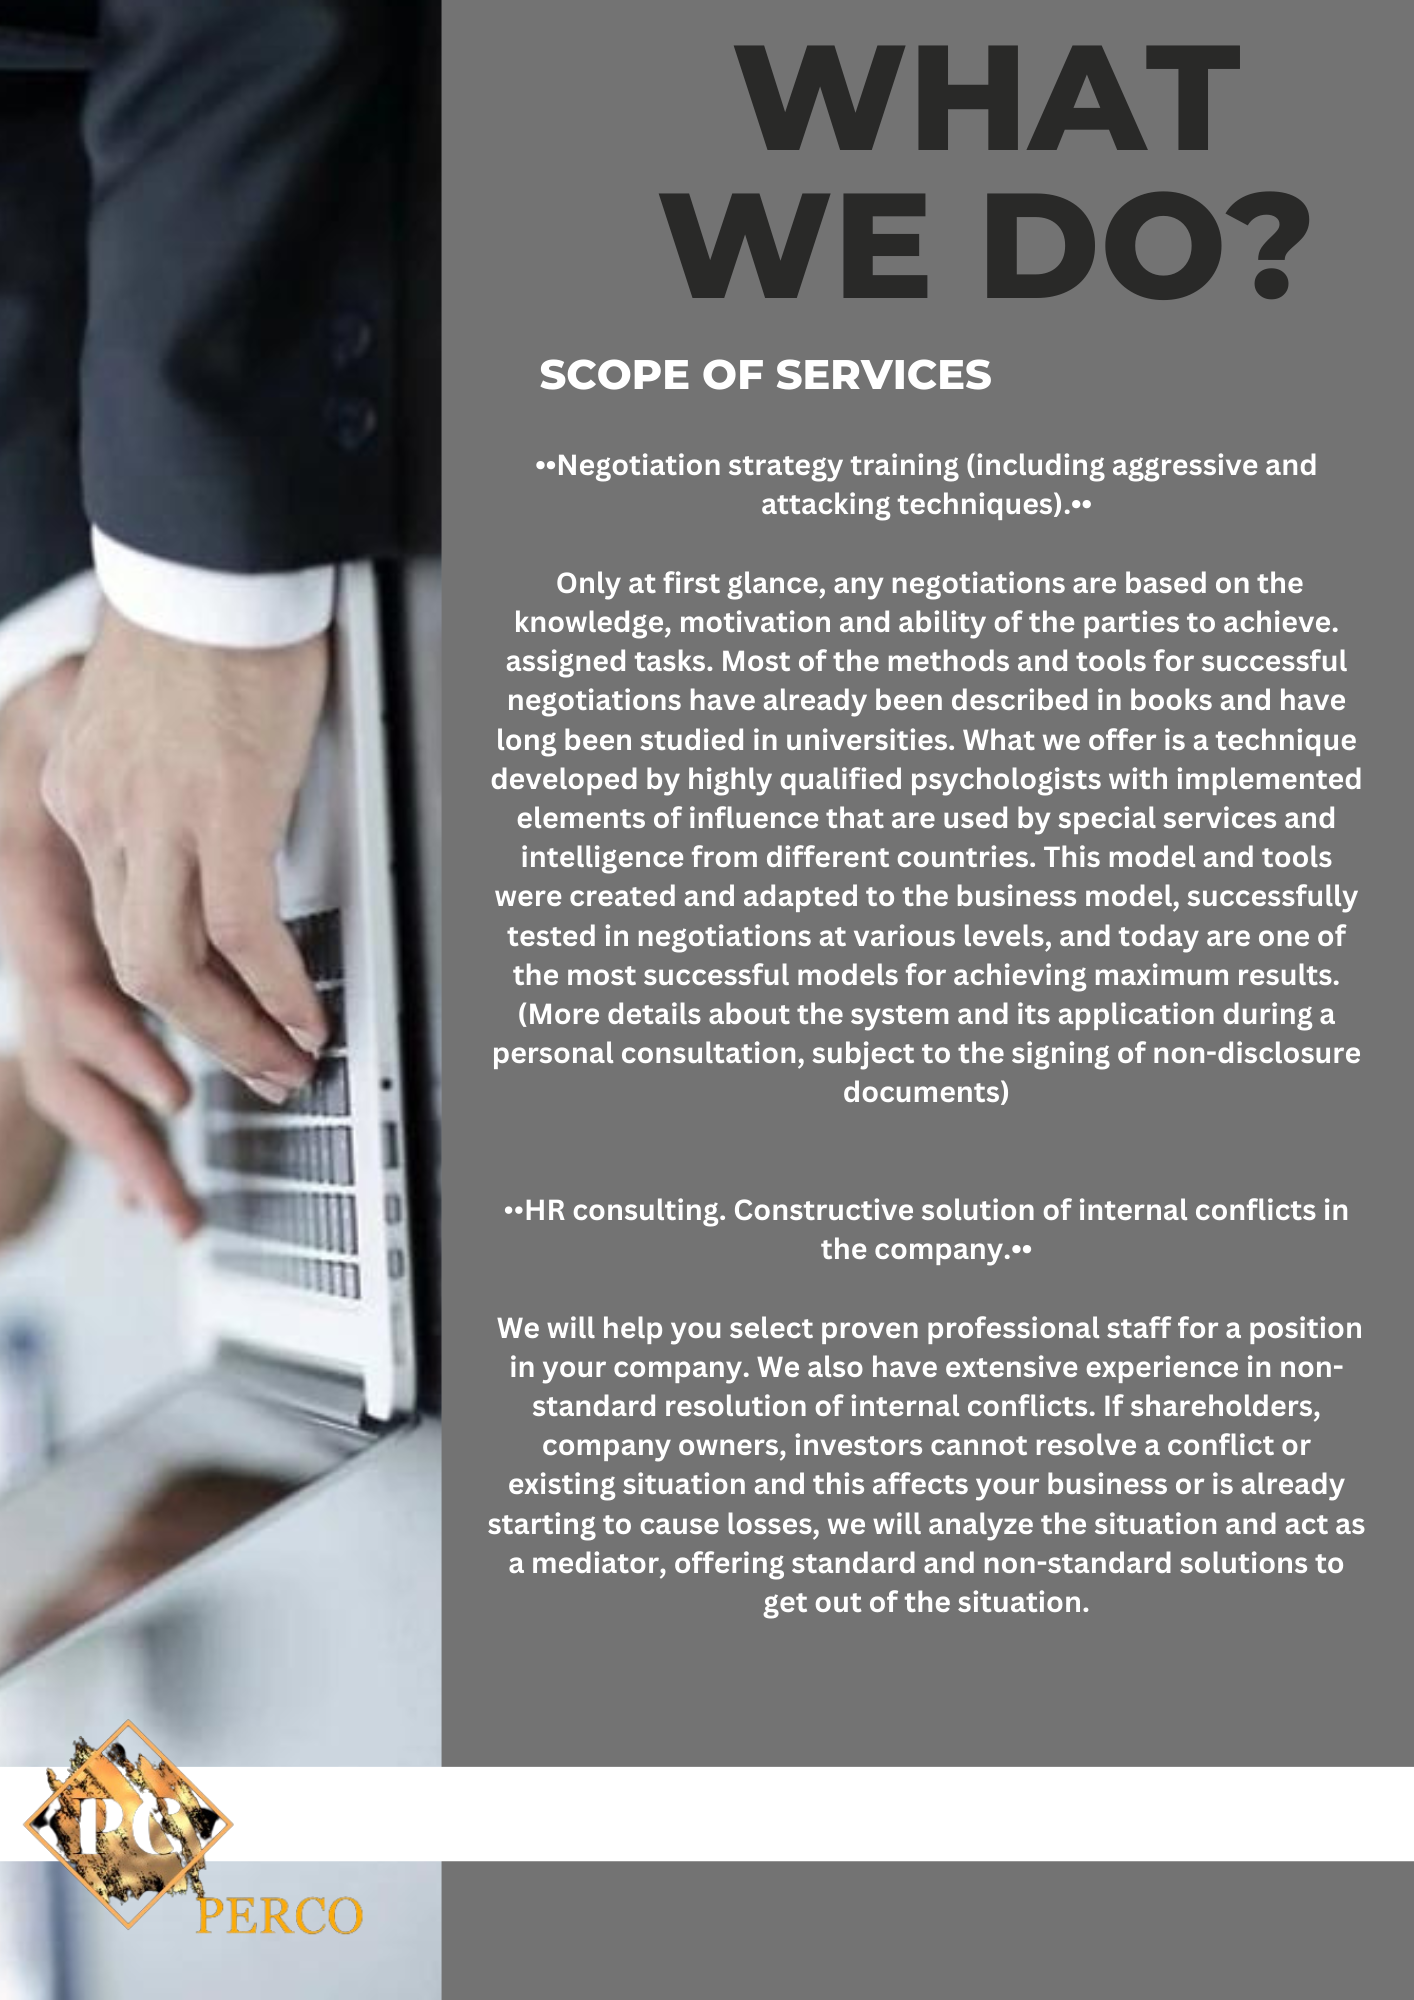 WHAT
WE DO?
SCOPE OF SERVICES
••Negotiation strategy training (including aggressive and
attacking techniques).••
Only at first glance, any negotiations are based on the
knowledge, motivation and ability of the parties to achieve.
assigned tasks. Most of the methods and tools for successful
negotiations have already been described in books and have
long been studied in universities. What we offer is a technique
developed by highly qualified psychologists with implemented
elements of influence that are used by special services and
intelligence from different countries. This model and tools
were created and adapted to the business model, successfully
tested in negotiations at various levels, and today are one of
the most successful models for achieving maximum results.
(More details about the system and its application during a
personal consultation, subject to the signing of non-disclosure
documents)
••HR consulting. Constructive solution of internal conflicts in
the company.••
We will help you select proven professional staff for a position
in your company. We also have extensive experience in non-
standard resolution of internal conflicts. If shareholders,
company owners, investors cannot resolve a conflict or
existing situation and this affects your business or is already
starting to cause losses, we will analyze the situation and act as
a mediator, offering standard and non-standard solutions to
get out of the situation.
PC
PERCO